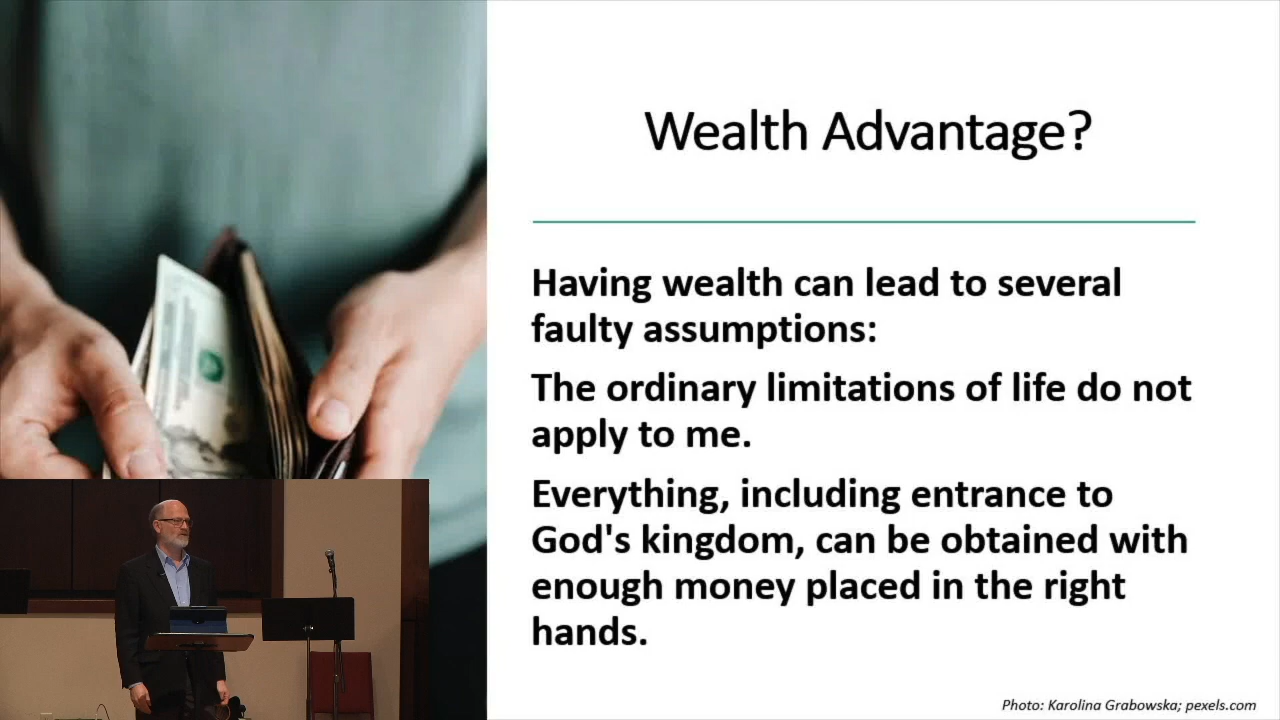 Wealth Advantage?
Having wealth can lead to several
faulty assumptions:
The ordinary limitations of life do not
apply to me.
Everything, including entrance to
God's kingdom, can be obtained with
enough money placed in the right
hands.
Photo: Karolina Grabowska; pexels.com